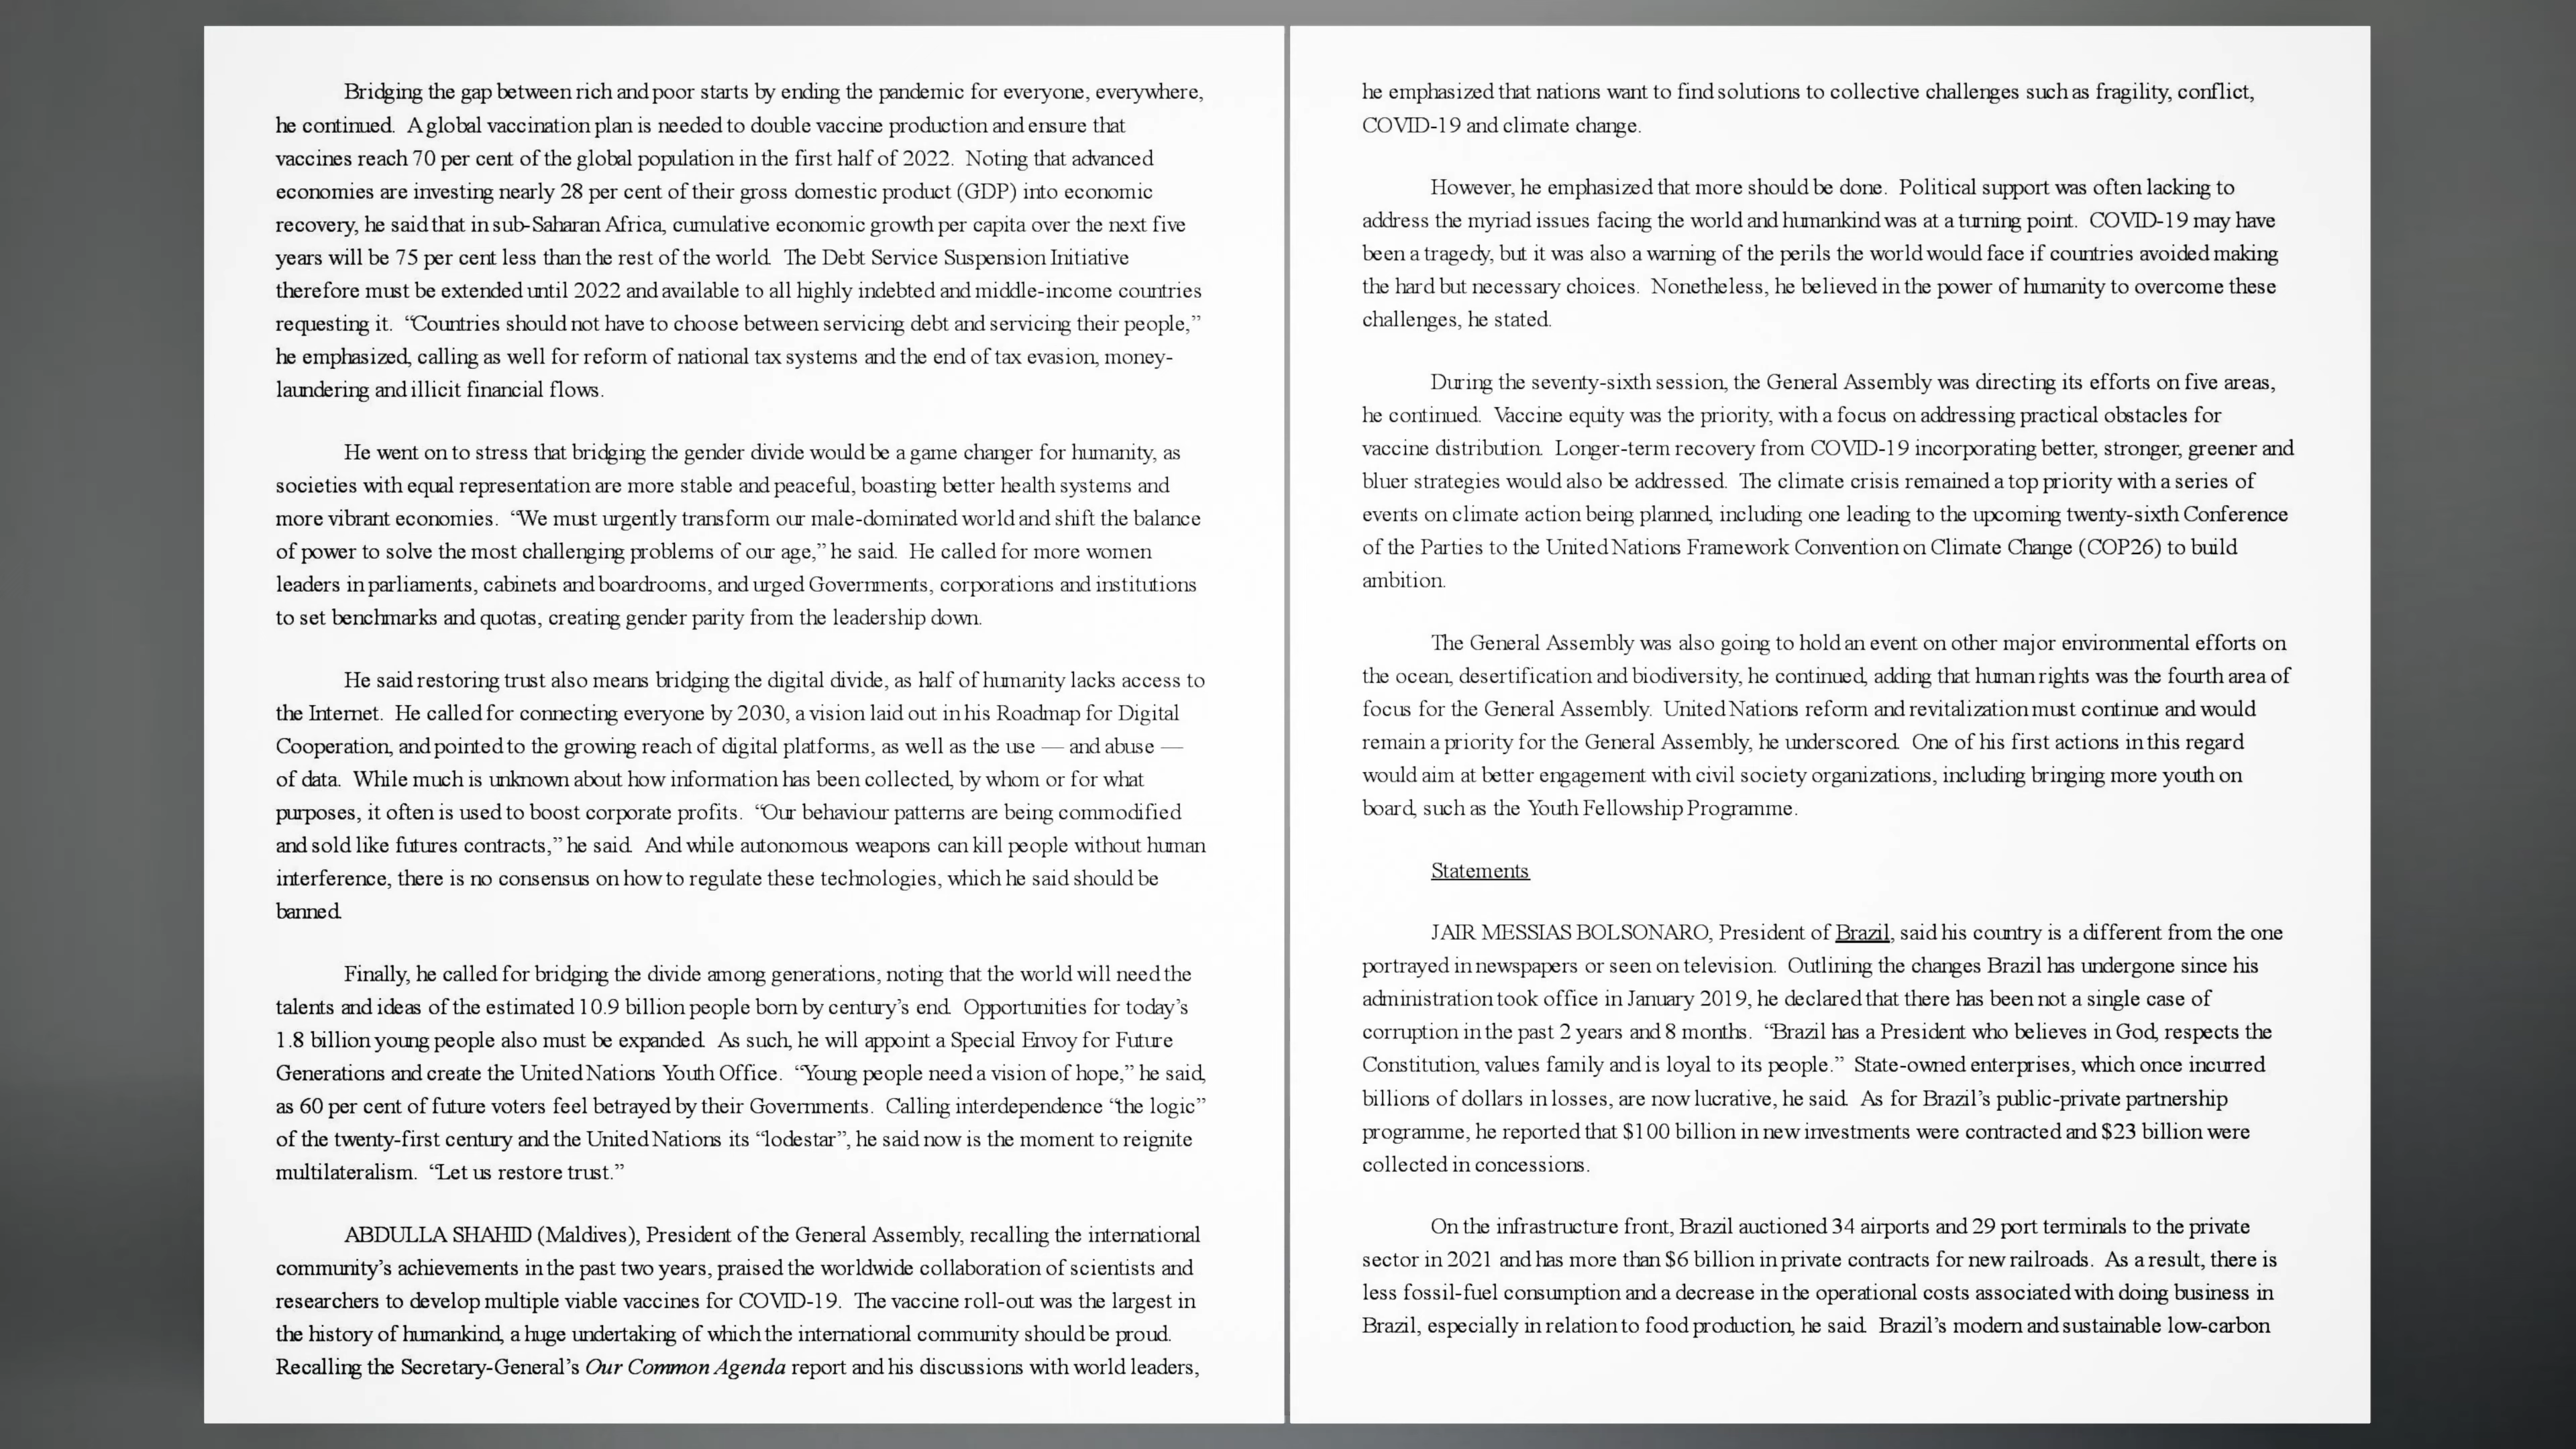 Bridging the gap between rich and poor starts by ending the pandemic for everyone, everywhere,
he continued. A global vaccination plan is needed to double vaccine production and ensure that
vaccines reach 70 per cent of the global population in the first half of 2022. Noting that advanced
economies are investing nearly 28 per cent of their gross domestic product (GDP) into economic
recovery, he said that in sub-Saharan Africa, cumulative economic growth per capita over the next five
years will be 75 per cent less than the rest of the world. The Debt Service Suspension Initiative
therefore must be extended until 2022 and available to all highly indebted and middle-income countries
requesting it. “Countries should not have to choose between servicing debt and servicing their people,”
he emphasized, calling as well for reform of national tax systems and the end of tax evasion, money-
laundering and illicit financial flows.
He went on to stress that bridging the gender divide would be a game changer for humanity, as
societies with equal representation are more stable and peaceful, boasting better health systems and
more vibrant economies. “We must urgently transform our male-dominated world and shift the balance
of power to solve the most challenging problems of our age,” he said. He called for more women
leaders in parliaments, cabinets and boardrooms, and urged Governments, corporations and institutions
to set benchmarks and quotas, creating gender parity from the leadership down.
He said restoring trust also means bridging the digital divide, as half of humanity lacks access to
the Internet. He called for connecting everyone by 2030, a vision laid out in his Roadmap for Digital
Cooperation, and pointed to the growing reach of digital platforms, as well as the use — and abuse —
of data. While much is unknown about how information has been collected, by whom or for what
purposes, it often is used to boost corporate profits. “Our behaviour patterns are being commodified
and sold like futures contracts,” he said. And while autonomous weapons can kill people without human
interference, there is no consensus on how to regulate these technologies, which he said should be
banned.
Finally, he called for bridging the divide among generations, noting that the world will need the
talents and ideas of the estimated 10.9 billion people born by century’s end. Opportunities for today’s
1.8 billion young people also must be expanded. As such, he will appoint a Special Envoy for Future
Generations and create the United Nations Youth Office. “Young people need a vision of hope,” he said,
as 60 per cent of future voters feel betrayed by their Governments. Calling interdependence “the logic”
of the twenty-first century and the United Nations its “lodestar”, he said now is the moment to reignite
multilateralism. “Let us restore trust.”
ABDULLA SHAHID (Maldives), President of the General Assembly, recalling the international
community’s achievements in the past two years, praised the worldwide collaboration of scientists and
researchers to develop multiple viable vaccines for COVID-19. The vaccine roll-out was the largest in
the history of humankind, a huge undertaking of which the international community should be proud.
Recalling the Secretary-General’s Our Common Agenda report and his discussions with world leaders,
he emphasized that nations want to find solutions to collective challenges such as fragility, conflict,
COVID-19 and climate change.
However, he emphasized that more should be done. Political support was often lacking to
address the myriad issues facing the world and humankind was at a turning point. COVID-19 may have
been a tragedy, but it was also a warning of the perils the world would face if countries avoided making
the hard but necessary choices. Nonetheless, he believed in the power of humanity to overcome these
challenges, he stated.
During the seventy-sixth session, the General Assembly was directing its efforts on five areas,
he continued. Vaccine equity was the priority, with a focus on addressing practical obstacles for
vaccine distribution. Longer-term recovery from COVID-19 incorporating better, stronger, greener and
bluer strategies would also be addressed. The climate crisis remained a top priority with a series of
events on climate action being planned, including one leading to the upcoming twenty-sixth Conference
of the Parties to the United Nations Framework Convention on Climate Change (COP26) to build
ambition.
The General Assembly was also going to hold an event on other major environmental efforts on
the ocean, desertification and biodiversity, he continued, adding that human rights was the fourth area of
focus for the General Assembly. United Nations reform and revitalization must continue and would
remain a priority for the General Assembly, he underscored. One of his first actions in this regard
would aim at better engagement with civil society organizations, including bringing more youth on
board, such as the Youth Fellowship Programme.
Statements
JAIR MESSIAS BOLSONARO, President of Brazil, said his country is a different from the one
portrayed in newspapers or seen on television. Outlining the changes Brazil has undergone since his
administration took office in January 2019, he declared that there has been not a single case of
corruption in the past 2 years and 8 months. “Brazil has a President who believes in God, respects the
Constitution, values family and is loyal to its people.” State-owned enterprises, which once incurred
billions of dollars in losses, are now lucrative, he said. As for Brazil’s public-private partnership
programme, he reported that $100 billion in new investments were contracted and $23 billion were
collected in concessions.
On the infrastructure front, Brazil auctioned 34 airports and 29 port terminals to the private
sector in 2021 and has more than $6 billion in private contracts for new railroads. As a result, there is
less fossil-fuel consumption and a decrease in the operational costs associated with doing business in
Brazil, especially in relation to food production, he said. Brazil’s modern and sustainable low-carbon